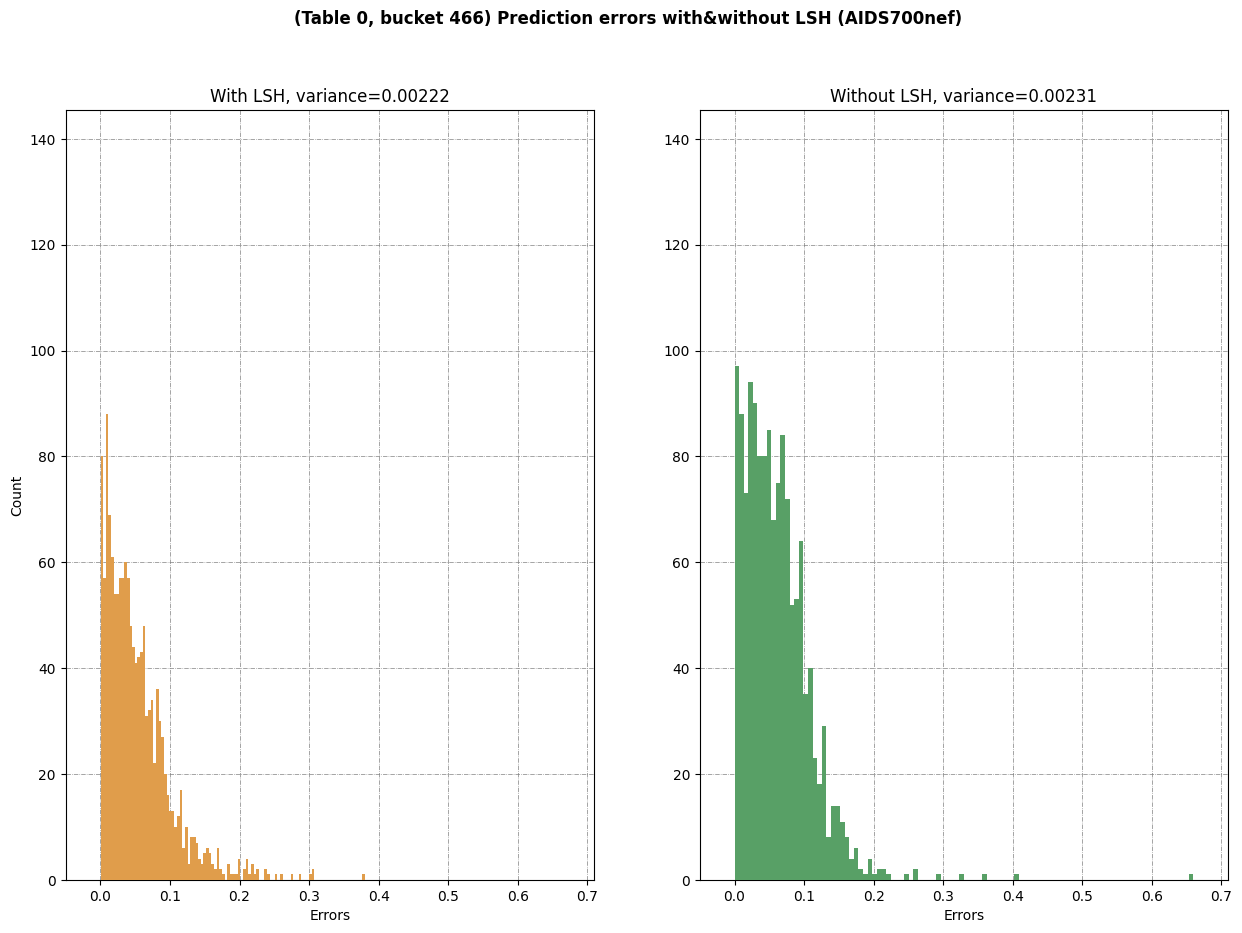 (Table 0, bucket 466) Prediction errors with&without LSH (AIDS700nef)
With LSH, variance=0.00222
140
120
100
80
60
40
20
0
Count
0.0 0.1 0.2 0.3 0.4 0.5 0.6 0.7
Errors
Without LSH, variance=0.00231
140
120
100
80
60
40
20
0
0.0 0.1 0.2 0.3 0.4 0.5 0.6 0.7
Errors